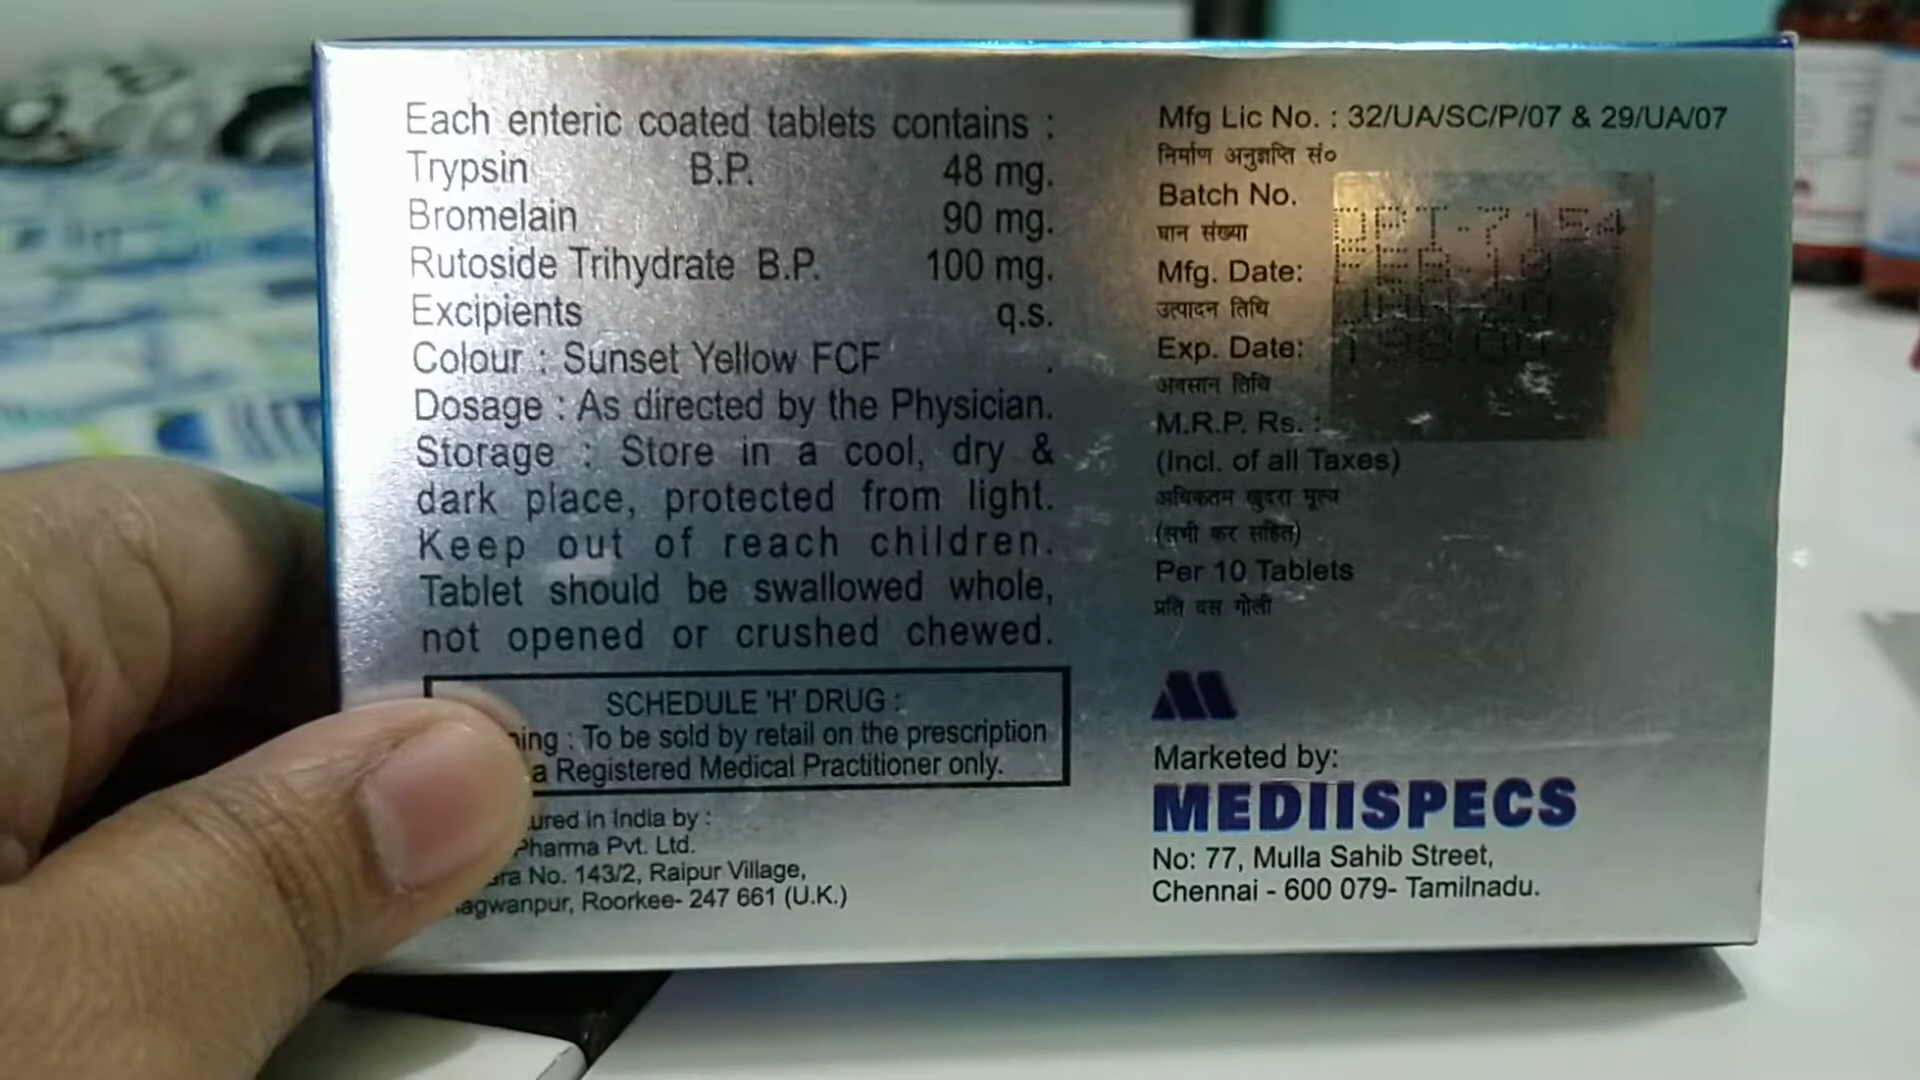 Each enteric coated tablets contains :
Trypsin B.P. 48 mg.
Bromelain 90 mg.
Rutoside Trihydrate B.P. 100 mg.
Excipients q.s.
Colour : Sunset Yellow FCF .
Dosage : As directed by the Physician.
Storage : Store in a cool, dry &
dark place, protected from light.
Keep out of reach children.
Tablet should be swallowed whole,
not opened or crushed chewed.
SCHEDULE 'H' DRUG :
: To be sold by retail on the prescription
a Registered Medical Practitioner only.
in India by :
Pharma Pvt. Ltd.
No. 143/2, Raipur Village,
Roorkee- 247 661 (U.K.)
Mfg Lic No. : 32/UA/SC/P/07 & 29/UA/07
निर्माण अनुज्ञप्ति सं०
Batch No.
घान संख्या
Mfg. Date:
उत्पादन तिथि
Exp. Date:
अवसान तिथि
M.R.P. Rs. :
(Incl. of all Taxes)
अधिकतम खुदरा मूल्य
(सभी कर सहित)
Per 10 Tablets
प्रति दस गोली
Marketed by:
MEDIISPECS
No: 77, Mulla Sahib Street,
Chennai - 600 079- Tamilnadu.